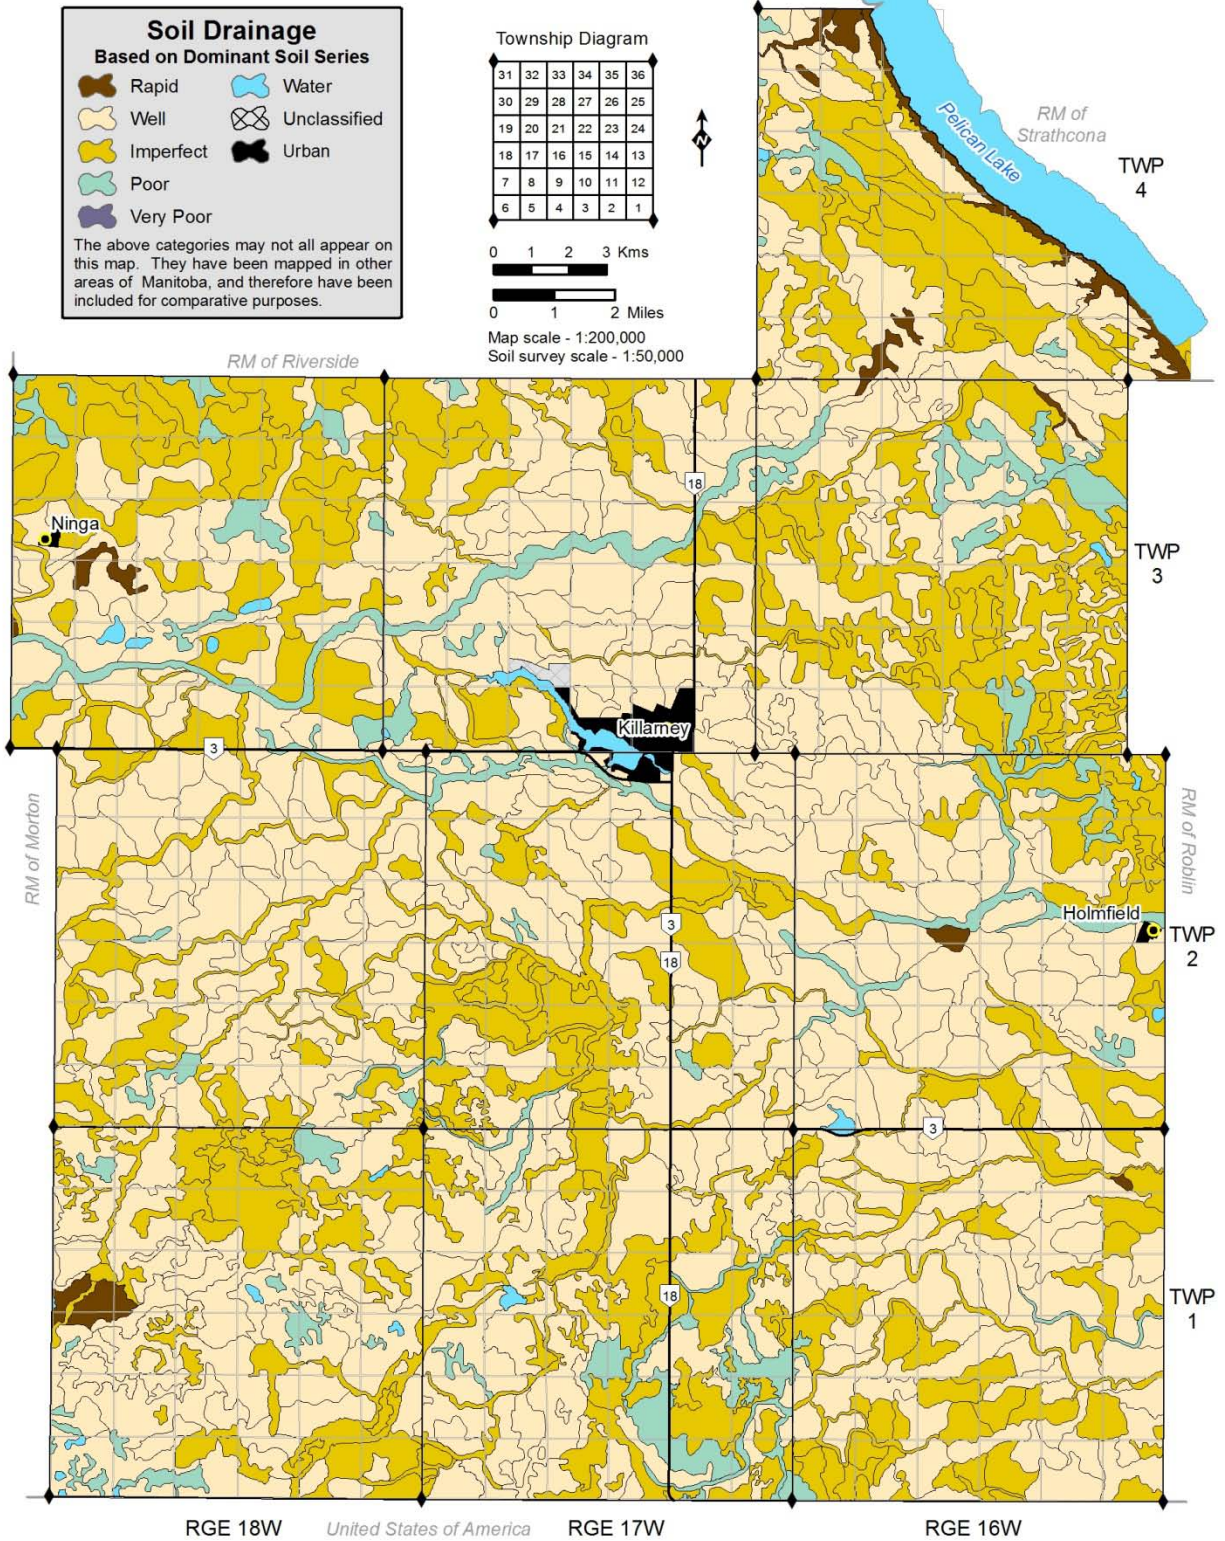 Soil Drainage
Based on Dominant Soil Series
Rapid
Well
Imperfect
Poor
Very Poor
Water
Unclassified
Urban
The above categories may not all appear on
this map. They have been mapped in other
areas of Manitoba, and therefore have been
included for comparative purposes.
Township Diagram
31 32 33 34 35 36
30 29 28 27 26 25
19 20 21 22 23 24
18 17 16 15 14 13
7 8 9 10 11 12
6 5 4 3 2 1
N
0 1 2 3 Kms
0 1 2 Miles
Map scale - 1:200,000
Soil survey scale - 1:50,000
Pelican Lake
RM of
Strathcona
TWP
4
RM of Riverside
18
Ninga
TWP
3
Killarney
3
RM of Morton
RM of Roblin
Holmfield
3
18
TWP
2
3
18
TWP
1
RGE 18W
United States of America
RGE 17W
RGE 16W